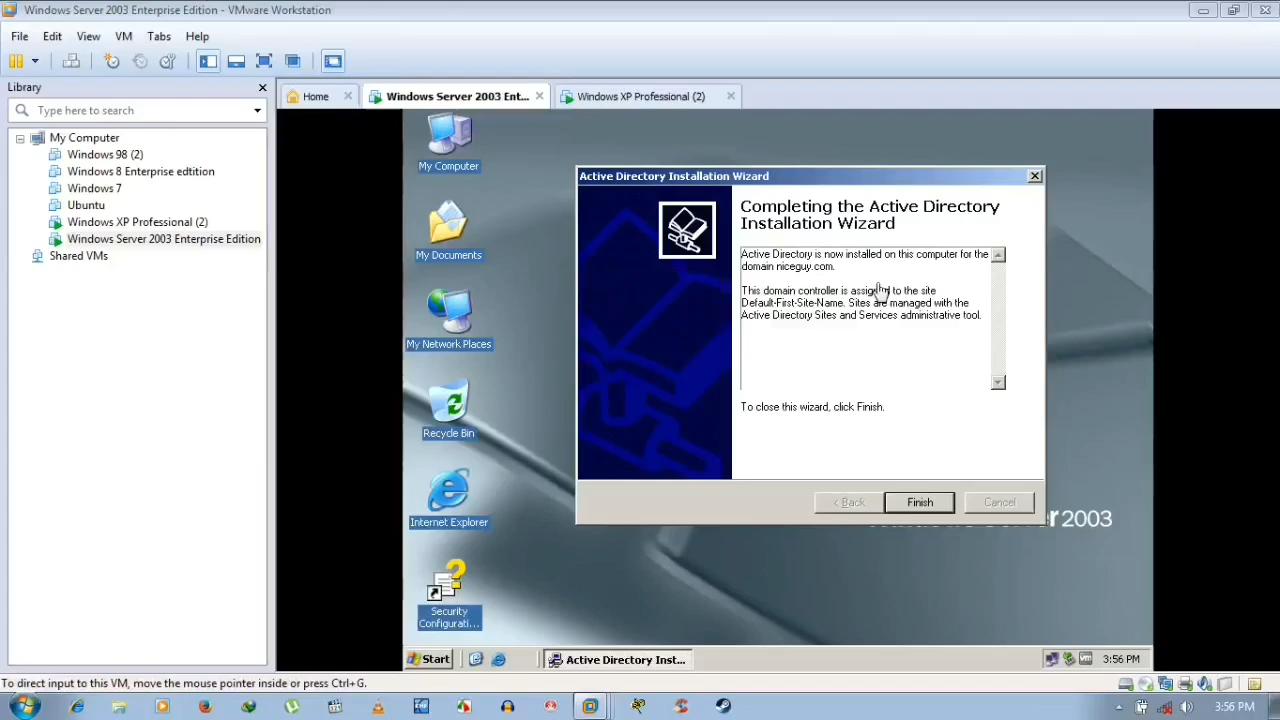 Windows Server 2003 Enterprise Edition - VMware Workstation
File Edit View VM Tabs Help
Library
Type here to search
My Computer
Windows 98 (2)
Windows 8 Enterprise edtition
Windows 7
Ubuntu
Windows XP Professional (2)
Windows Server 2003 Enterprise Edition
Shared VMs
Home
Windows Server 2003 Ent...
Windows XP Professional (2)
My Computer
My Documents
My Network Places
Recycle Bin
Internet Explorer
Security
Configurati...
Active Directory Installation Wizard
Completing the Active Directory
Installation Wizard
Active Directory is now installed on this computer for the
domain niceguy.com.
This domain controller is assigned to the site
Default-First-Site-Name. Sites are managed with the
Active Directory Sites and Services administrative tool.
To close this wizard, click Finish.
< Back
Finish
Cancel
2003
Start
Active Directory Inst...
3:56 PM
To direct input to this VM, move the mouse pointer inside or press Ctrl+G.
3:56 PM